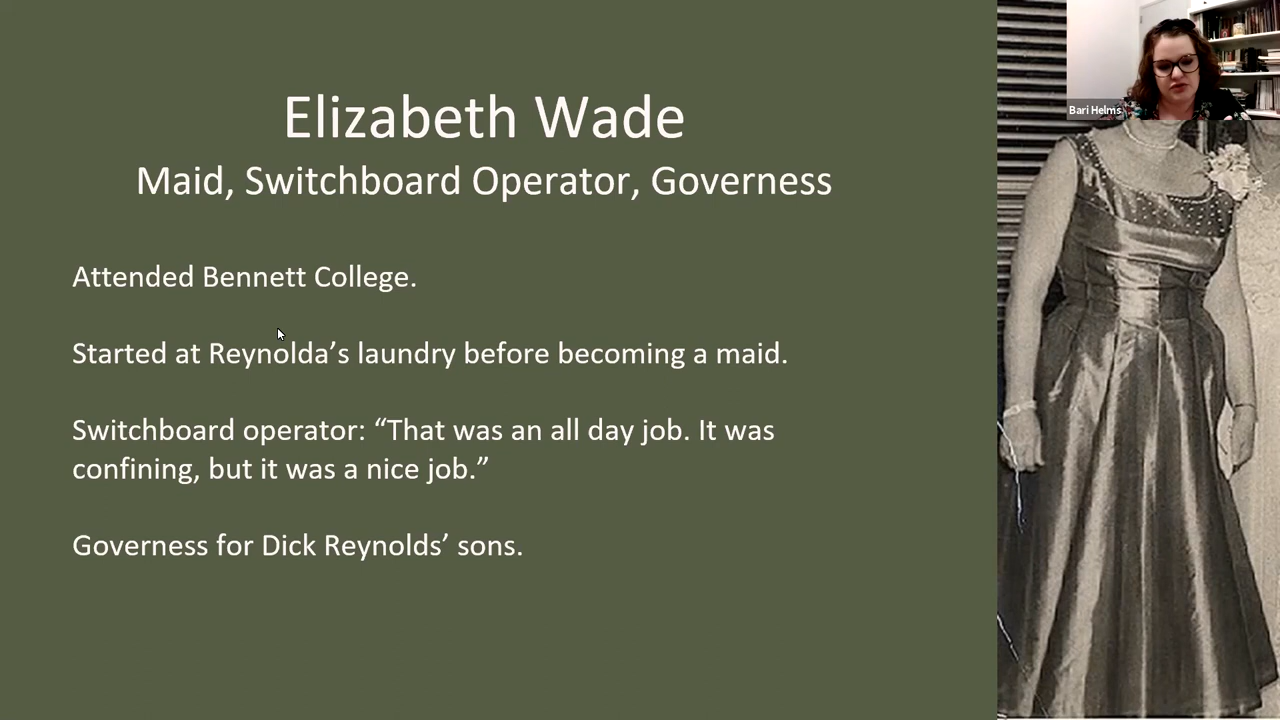 Elizabeth Wade
Maid, Switchboard Operator, Governess
Attended Bennett College.
Started at Reynolda’s laundry before becoming a maid.
Switchboard operator: “That was an all day job. It was
confining, but it was a nice job.”
Governess for Dick Reynolds’ sons.
Bari Helms